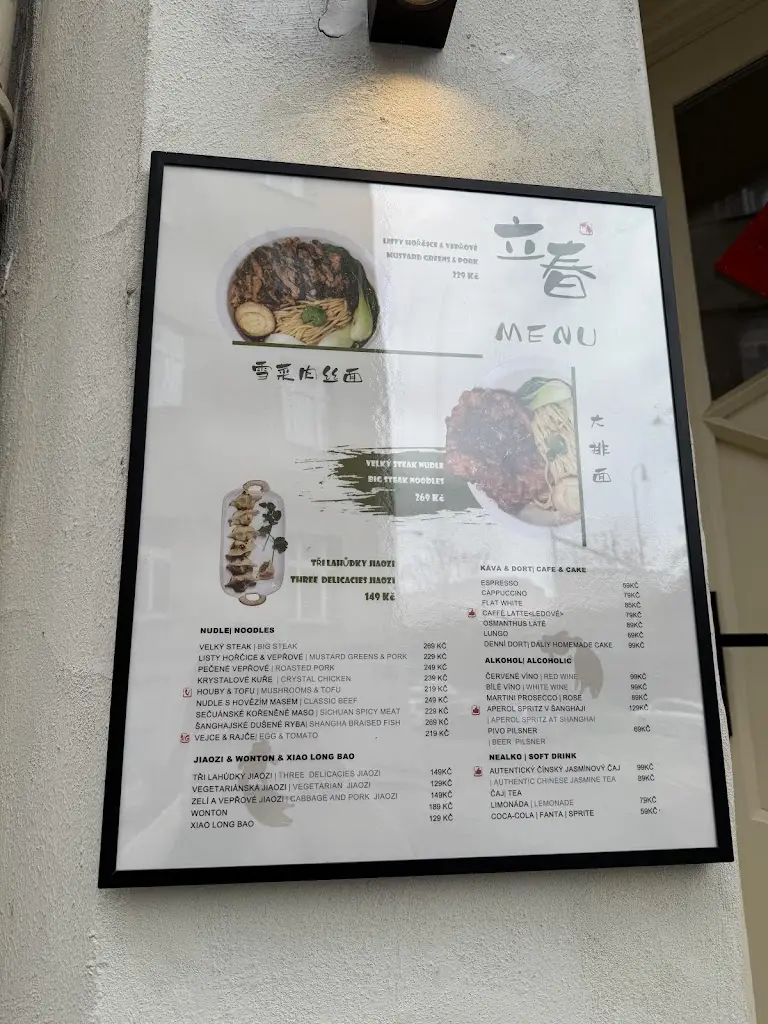 立春
MENU
LISTY HOŘČICE & VEPŘOVÉ
MUSTARD GREENS & PORK
229 Kč
雪菜肉丝面
大排面
VELKÝ STEAK NUDLE
BIG STEAK NOODLES
269 Kč
TŘI LAHŮDKY JIAOZI
THREE DELICACIES JIAOZI
149 Kč
NUDLE| NOODLES
VELKÝ STEAK | BIG STEAK 269 KČ
LISTY HOŘČICE & VEPŘOVÉ | MUSTARD GREENS & PORK 229 KČ
PEČENÉ VEPŘOVÉ | ROASTED PORK 249 KČ
KRYSTALOVÉ KUŘE | CRYSTAL CHICKEN 239 KČ
HOUBY & TOFU | MUSHROOMS & TOFU 219 KČ
NUDLE S HOVĚZÍM MASEM | CLASSIC BEEF 249 KČ
SEČUÁNSKÉ KOŘENĚNÉ MASO | SICHUAN SPICY MEAT 229 KČ
ŠANGHAJSKÉ DUŠENÉ RYBA| SHANGHA BRAISED FISH 269 KČ
VEJCE & RAJČE| EGG & TOMATO 219 KČ
JIAOZI & WONTON & XIAO LONG BAO
TŘI LAHŮDKY JIAOZI | THREE DELICACIES JIAOZI 149KČ
VEGETARIÁNSKÁ JIAOZI | VEGETARIAN JIAOZI 129KČ
ZELÍ A VEPŘOVÉ JIAOZI | CABBAGE AND PORK JIAOZI 149KČ
WONTON 189 KČ
XIAO LONG BAO 129 KČ
KÁVA & DORT| CAFE & CAKE
ESPRESSO 59KČ
CAPPUCCINO 79KČ
FLAT WHITE 85KČ
CAFFÈ LATTE<LEDOVÉ> 79KČ
OSMANTHUS LATE 89KČ
LUNGO 69KČ
DENNÍ DORT| DALIY HOMEMADE CAKE 99KČ
ALKOHOL| ALCOHOLIC
ČERVENÉ VÍNO | RED WINE 99KČ
BÍLÉ VÍNO | WHITE WINE 99KČ
MARTINI PROSECCO | ROSÉ 89KČ
APEROL SPRITZ V ŠANGHAJI 129KČ
| APEROL SPRITZ AT SHANGHAI
PIVO PILSNER 69KČ
| BEER PILSNER
NEALKO | SOFT DRINK
AUTENTICKÝ ČÍNSKÝ JASMÍNOVÝ ČAJ 99KČ
| AUTHENTIC CHINESE JASMINE TEA 89KČ
ČAJ| TEA
LIMONÁDA | LEMONADE 79KČ
COCA-COLA | FANTA | SPRITE 59KČ